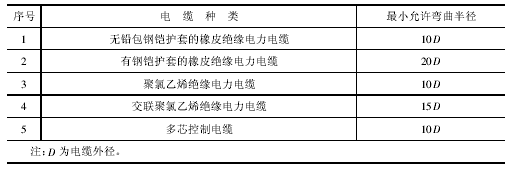 序号 电缆种类 最小允许弯曲半径
1 无铅包钢铠护套的橡皮绝缘电力电缆 10D
2 有钢铠护套的橡皮绝缘电力电缆 20D
3 聚氯乙烯绝缘电力电缆 10D
4 交联聚氯乙烯绝缘电力电缆 15D
5 多芯控制电缆 10D
注:D为电缆外径。